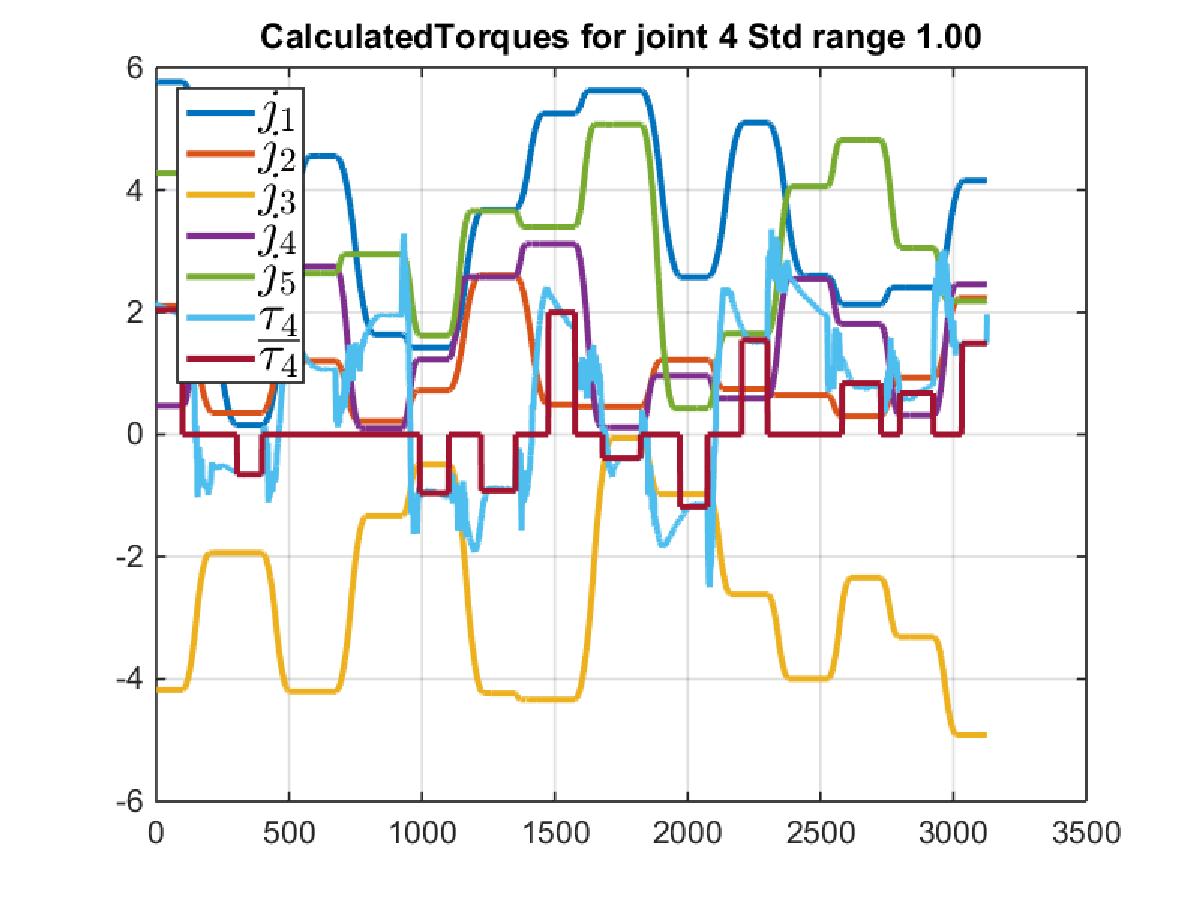 CalculatedTorques for joint 4 Std range 1.00
6
4
2
0
-2
-4
-6
j₁
j₂
j₃
j₄
j₅
τ₄
τ̅₄
0 500 1000 1500 2000 2500 3000 3500